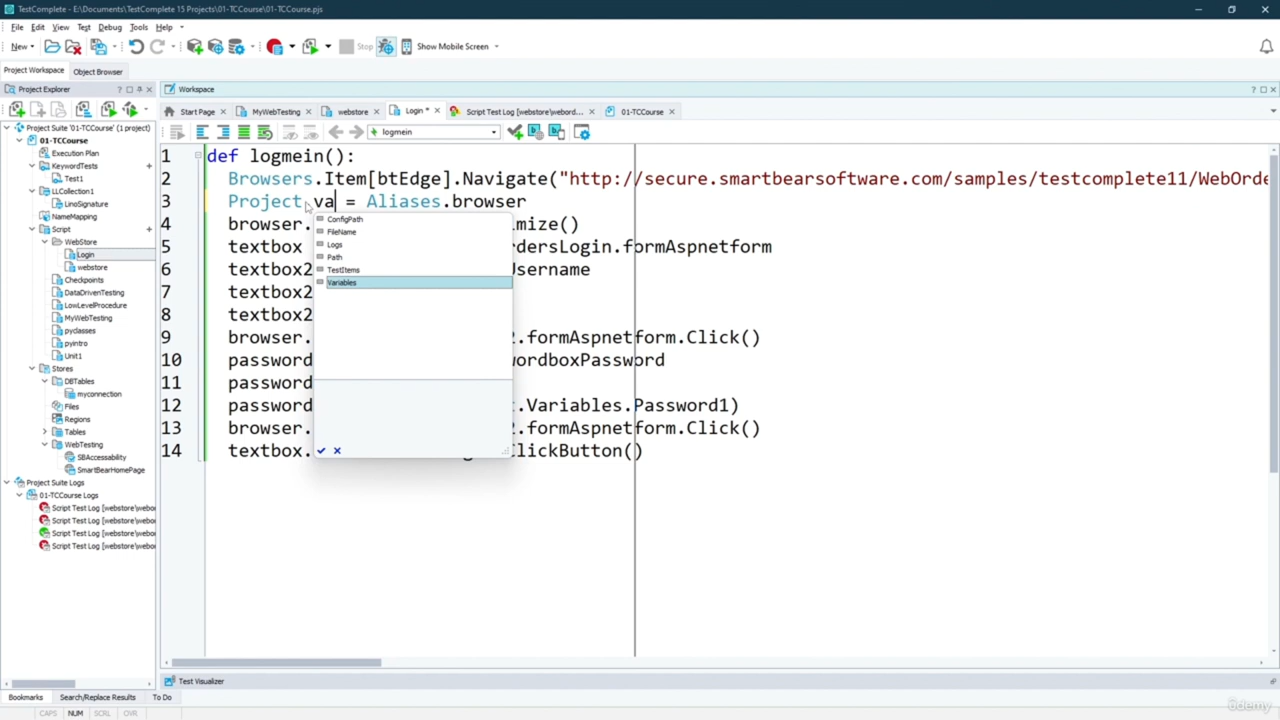 TestComplete - E:\Documents\TestComplete 15 Projects\01-TCCourse\01-TCCourse.pjs
File Edit View Test Debug Tools Help
New Stop Show Mobile Screen
Project Workspace Object Browser
Project Explorer
Workspace
Start Page MyWebTesting webstore Login * Script Test Log [webstore\webord... 01-TCCourse
logmein
Project Suite '01-TCCourse' (1 project)
01-TCCourse
Execution Plan
KeywordTests
Test1
LLCollection1
LinoSignature
NameMapping
Script
WebStore
Login
webstore
Checkpoints
DataDrivenTesting
LowLevelProcedure
MyWebTesting
pyclasses
pyintro
Unit1
Stores
DBTables
myconnection
Files
Regions
Tables
WebTesting
SBAccessability
SmartBearHomePage
Project Suite Logs
01-TCCourse Logs
Script Test Log [webstore\webo
Script Test Log [webstore\webo
Script Test Log [webstore\webo
Script Test Log [webstore\webo
1 def logmein():
2 Browsers.Item[btEdge].Navigate("http://secure.smartbearsoftware.com/samples/testcomplete11/WebOrde
3 Project.va = Aliases.browser
4 browser. imize()
5 textbox rdersLogin.formAspnetform
6 textbox2 Username
7 textbox2
8 textbox2
9 browser. .formAspnetform.Click()
10 password wordboxPassword
11 password
12 password .Variables.Password1)
13 browser. .formAspnetform.Click()
14 textbox. lickButton()
ConfigPath
FileName
Logs
Path
TestItems
Variables
Test Visualizer
Bookmarks Search/Replace Results To Do
CAPS NUM SCRL OVR
ûdemy